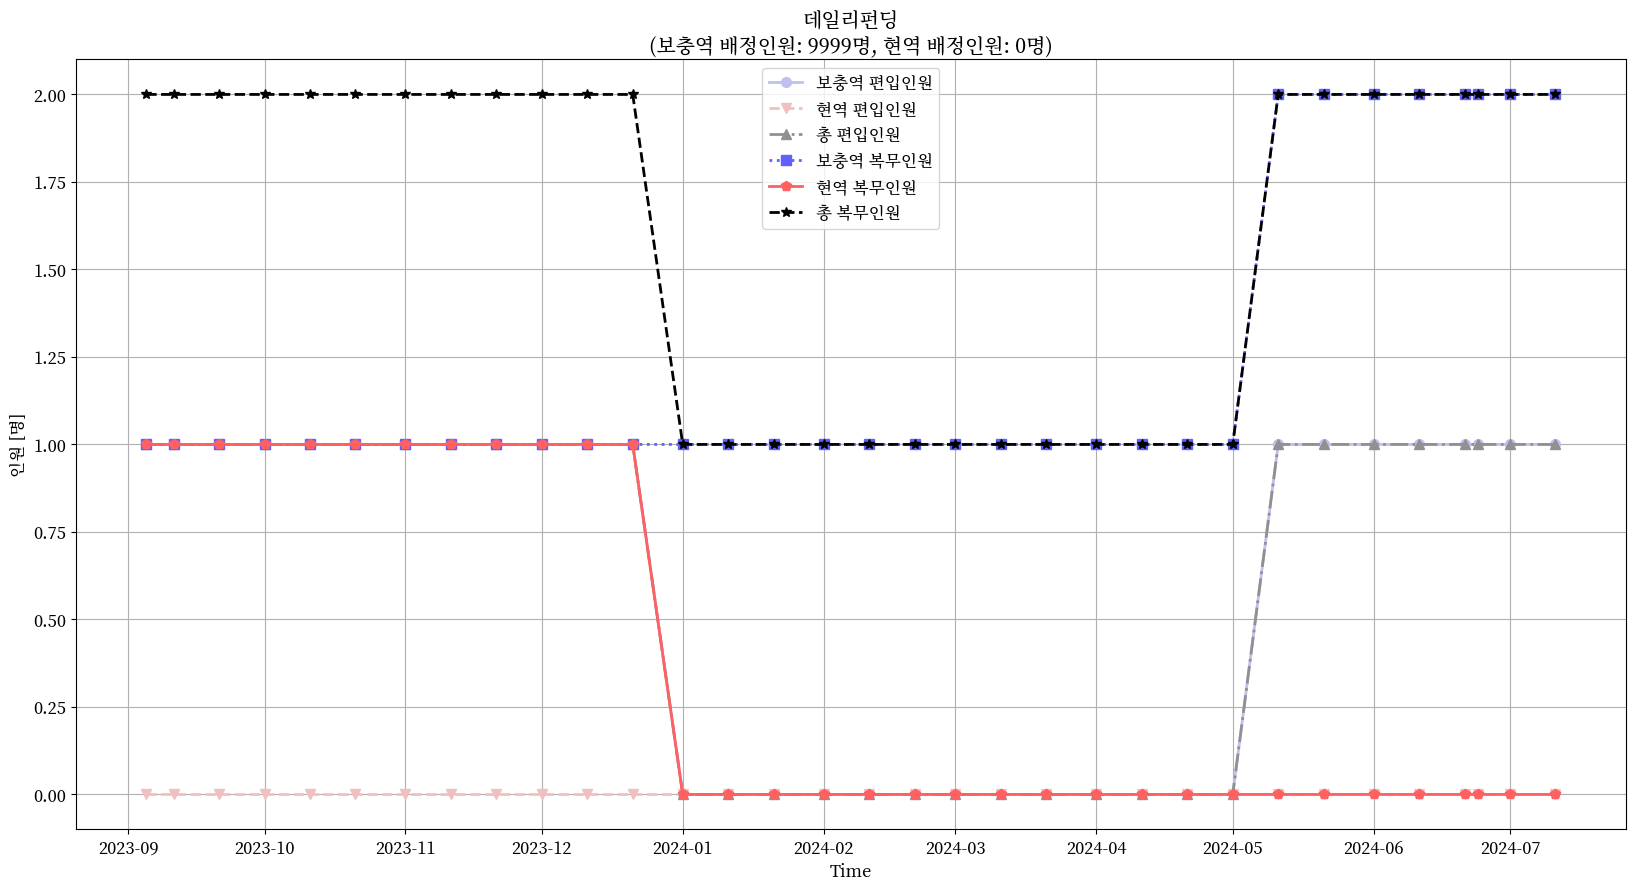 데일리펀딩
(보충역 배정인원: 9999명, 현역 배정인원: 0명)
보충역 편입인원
현역 편입인원
총 편입인원
보충역 복무인원
현역 복무인원
총 복무인원
인원 [명]
2.00
1.75
1.50
1.25
1.00
0.75
0.50
0.25
0.00
2023-09
2023-10
2023-11
2023-12
2024-01
2024-02
2024-03
2024-04
2024-05
2024-06
2024-07
Time